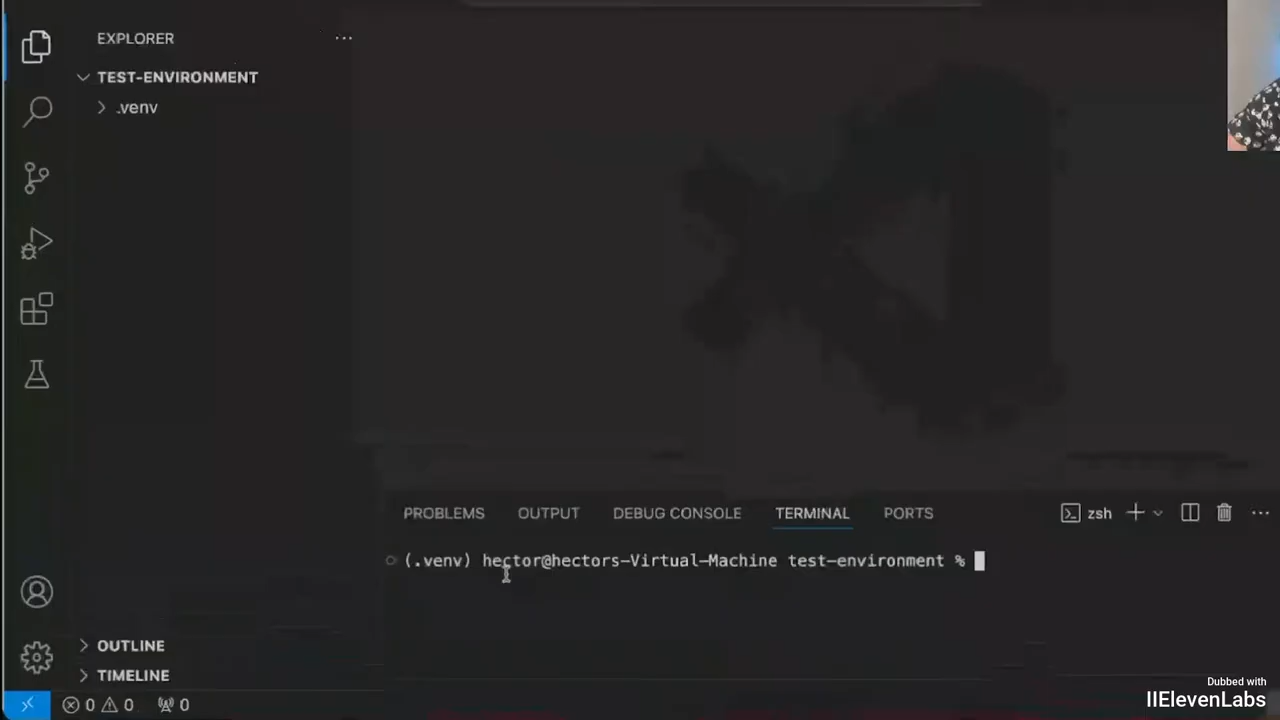 EXPLORER ...
TEST-ENVIRONMENT
.venv
PROBLEMS OUTPUT DEBUG CONSOLE TERMINAL PORTS zsh
(.venv) hector@hectors-Virtual-Machine test-environment %
OUTLINE
TIMELINE
0 0 0
Dubbed with
IIElevenLabs